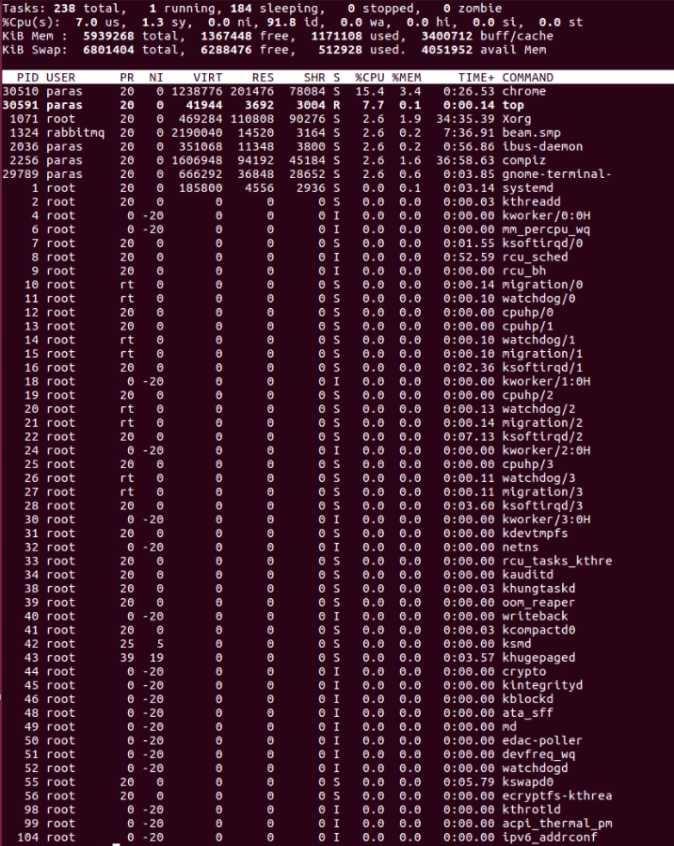 Tasks: 238 total,   1 running, 184 sleeping,   0 stopped,   0 zombie
%Cpu(s):  7.0 us,  1.3 sy,  0.0 ni, 91.8 id,  0.0 wa,  0.0 hi,  0.0 si,  0.0 st
KiB Mem :  5939268 total,  1367448 free,  1171108 used,  3400712 buff/cache
KiB Swap:  6801404 total,  6288476 free,   512928 used.  4051952 avail Mem
PID USER PR NI VIRT RES SHR S %CPU %MEM TIME+ COMMAND
30510 paras 20 0 1238776 201476 78084 S 15.4 3.4 0:26.53 chrome
30591 paras 20 0 41944 3692 3004 R 7.7 0.1 0:00.14 top
1071 root 20 0 469284 110808 90276 S 2.6 1.9 34:35.39 Xorg
1324 rabbitmq 20 0 2190040 14520 3164 S 2.6 0.2 7:36.91 beam.smp
2036 paras 20 0 351068 11348 3800 S 2.6 0.2 0:56.86 ibus-daemon
2256 paras 20 0 1606948 94192 45184 S 2.6 1.6 36:58.63 compiz
29789 paras 20 0 666292 36848 28652 S 2.6 0.6 0:03.85 gnome-terminal-
1 root 20 0 185800 4556 2936 S 0.0 0.1 0:03.14 systemd
2 root 20 0 0 0 0 S 0.0 0.0 0:00.03 kthreadd
4 root 0 -20 0 0 0 I 0.0 0.0 0:00.00 kworker/0:0H
6 root 0 -20 0 0 0 I 0.0 0.0 0:00.00 mm_percpu_wq
7 root 20 0 0 0 0 S 0.0 0.0 0:01.55 ksoftirqd/0
8 root 20 0 0 0 0 I 0.0 0.0 0:52.59 rcu_sched
9 root 20 0 0 0 0 I 0.0 0.0 0:00.00 rcu_bh
10 root rt 0 0 0 0 S 0.0 0.0 0:00.14 migration/0
11 root rt 0 0 0 0 S 0.0 0.0 0:00.10 watchdog/0
12 root 20 0 0 0 0 S 0.0 0.0 0:00.00 cpuhp/0
13 root 20 0 0 0 0 S 0.0 0.0 0:00.00 cpuhp/1
14 root rt 0 0 0 0 S 0.0 0.0 0:00.10 watchdog/1
15 root rt 0 0 0 0 S 0.0 0.0 0:00.10 migration/1
16 root 20 0 0 0 0 S 0.0 0.0 0:02.36 ksoftirqd/1
18 root 0 -20 0 0 0 I 0.0 0.0 0:00.00 kworker/1:0H
19 root 20 0 0 0 0 S 0.0 0.0 0:00.00 cpuhp/2
20 root rt 0 0 0 0 S 0.0 0.0 0:00.13 watchdog/2
21 root rt 0 0 0 0 S 0.0 0.0 0:00.14 migration/2
22 root 20 0 0 0 0 S 0.0 0.0 0:07.13 ksoftirqd/2
24 root 0 -20 0 0 0 I 0.0 0.0 0:00.00 kworker/2:0H
25 root 20 0 0 0 0 S 0.0 0.0 0:00.00 cpuhp/3
26 root rt 0 0 0 0 S 0.0 0.0 0:00.11 watchdog/3
27 root rt 0 0 0 0 S 0.0 0.0 0:00.11 migration/3
28 root 20 0 0 0 0 S 0.0 0.0 0:03.60 ksoftirqd/3
30 root 0 -20 0 0 0 I 0.0 0.0 0:00.00 kworker/3:0H
31 root 20 0 0 0 0 S 0.0 0.0 0:00.03 kdevtmpfs
32 root 0 -20 0 0 0 I 0.0 0.0 0:00.00 netns
33 root 20 0 0 0 0 S 0.0 0.0 0:00.00 rcu_tasks_kthre
34 root 20 0 0 0 0 S 0.0 0.0 0:00.00 kauditd
38 root 20 0 0 0 0 S 0.0 0.0 0:00.03 khungtaskd
39 root 20 0 0 0 0 S 0.0 0.0 0:00.00 oom_reaper
40 root 0 -20 0 0 0 I 0.0 0.0 0:00.00 writeback
41 root 20 0 0 0 0 S 0.0 0.0 0:00.03 kcompactd0
42 root 25 5 0 0 0 S 0.0 0.0 0:00.00 ksmd
43 root 39 19 0 0 0 S 0.0 0.0 0:03.57 khugepaged
44 root 0 -20 0 0 0 I 0.0 0.0 0:00.00 crypto
45 root 0 -20 0 0 0 I 0.0 0.0 0:00.00 kintegrityd
46 root 0 -20 0 0 0 I 0.0 0.0 0:00.00 kblockd
48 root 0 -20 0 0 0 I 0.0 0.0 0:00.00 ata_sff
49 root 0 -20 0 0 0 I 0.0 0.0 0:00.00 md
50 root 0 -20 0 0 0 I 0.0 0.0 0:00.00 edac-poller
51 root 0 -20 0 0 0 I 0.0 0.0 0:00.00 devfreq_wq
52 root 0 -20 0 0 0 I 0.0 0.0 0:00.00 watchdogd
55 root 20 0 0 0 0 S 0.0 0.0 0:05.79 kswapd0
56 root 20 0 0 0 0 S 0.0 0.0 0:00.00 ecryptfs-kthrea
98 root 0 -20 0 0 0 I 0.0 0.0 0:00.00 kthrotld
99 root 0 -20 0 0 0 I 0.0 0.0 0:00.00 acpi_thermal_pm
104 root 0 -20 0 0 0 I 0.0 0.0 0:00.00 ipv6_addrconf